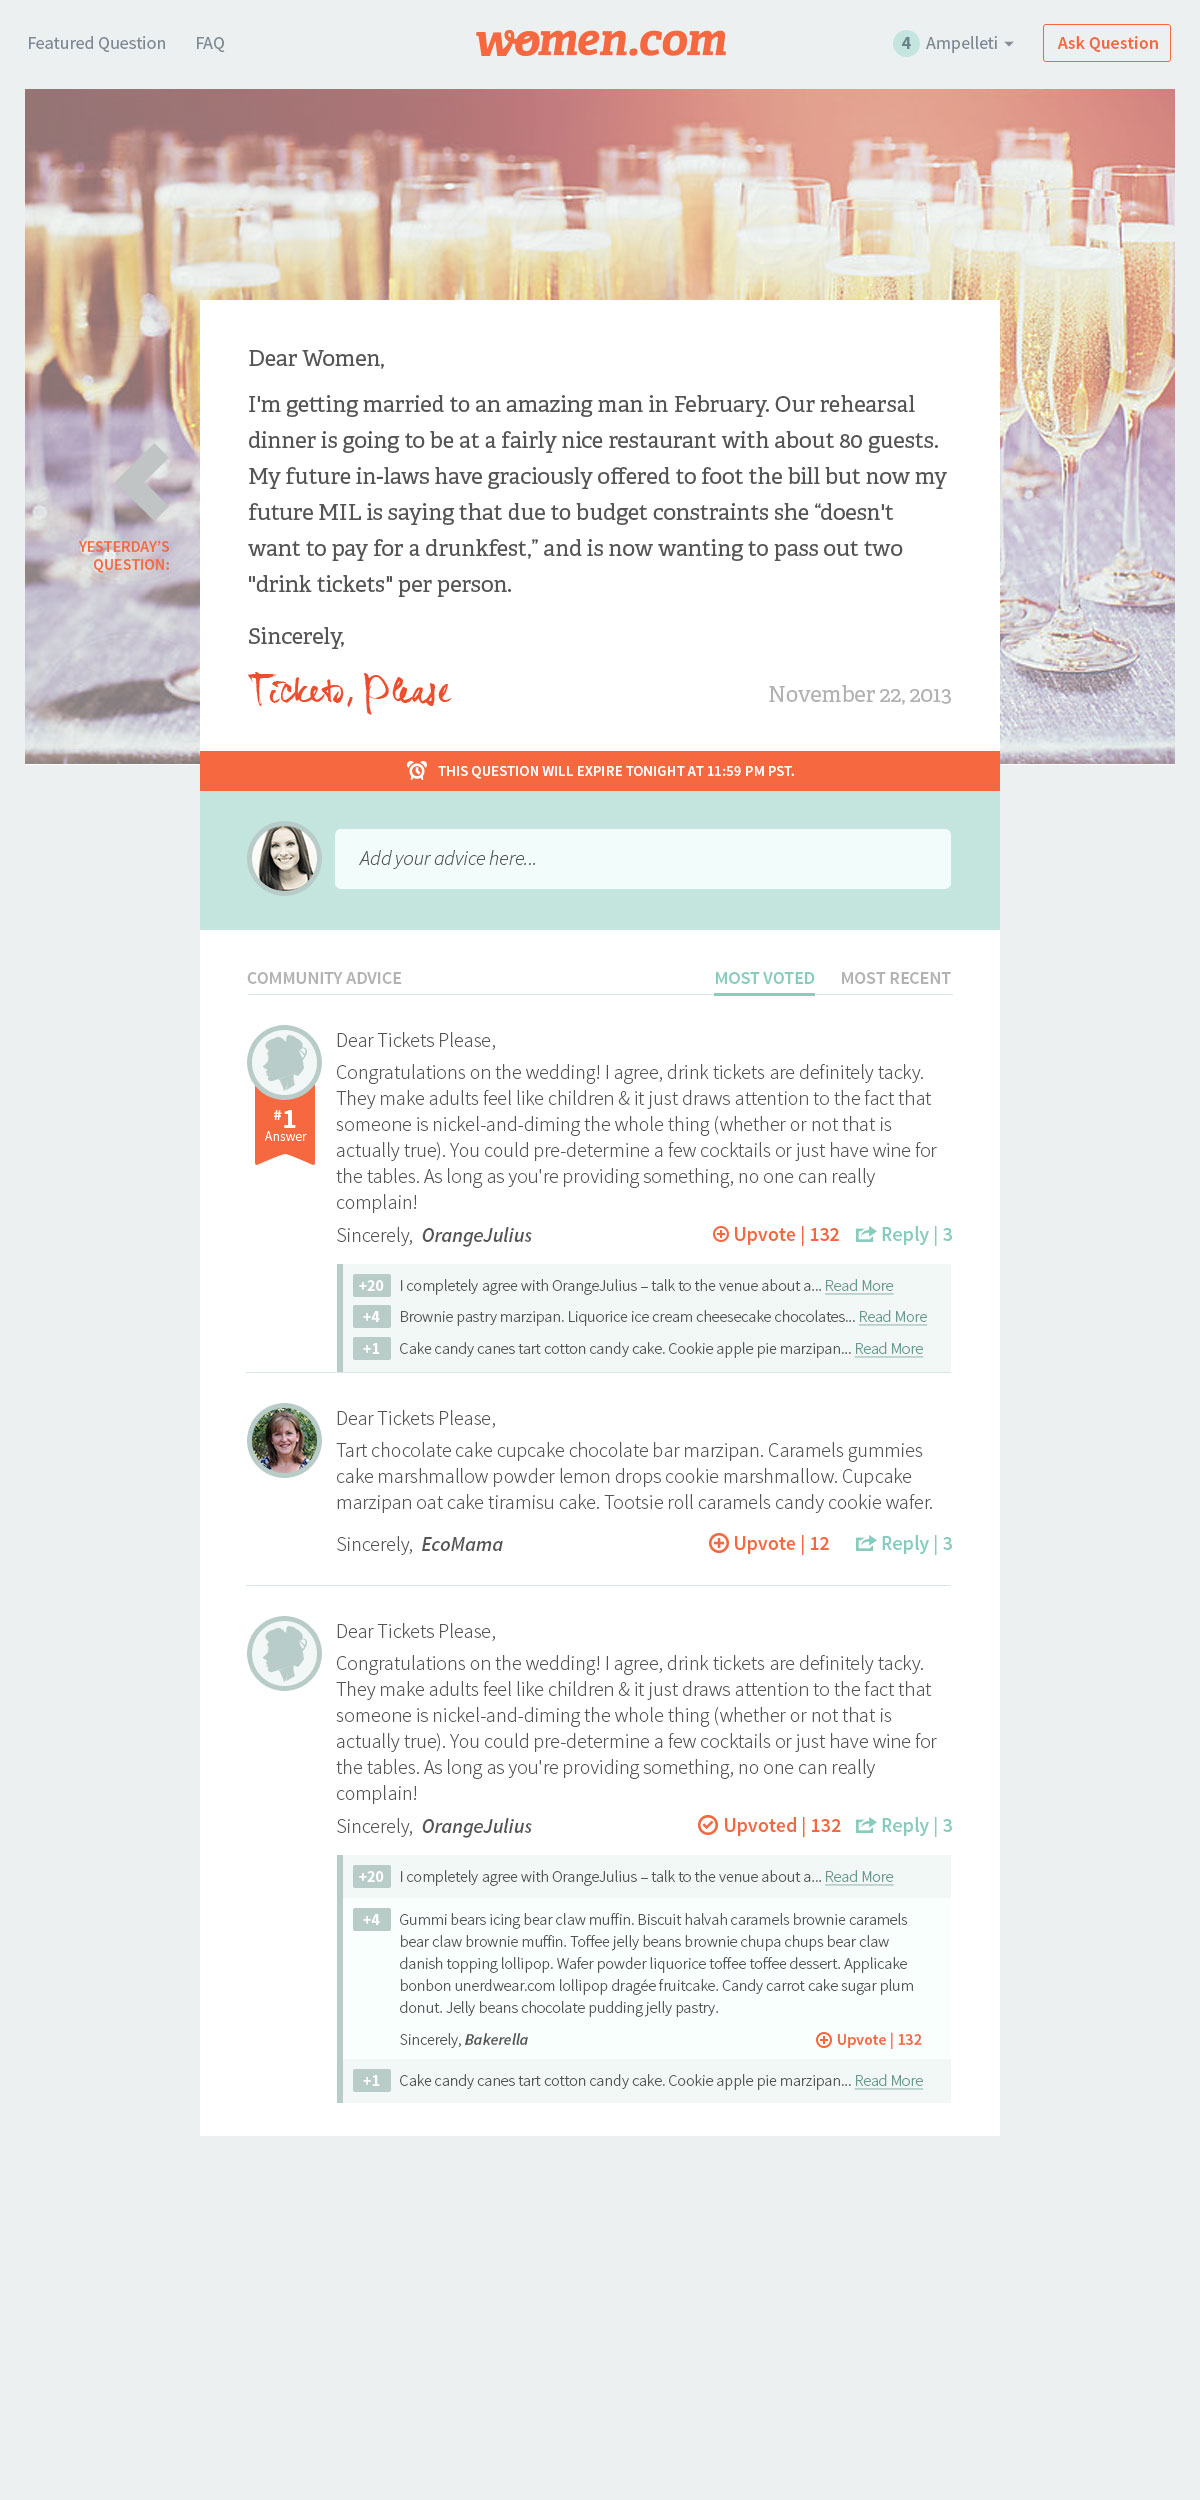 Featured Question FAQ women.com 4 Ampelleti Ask Question
Dear Women,
I'm getting married to an amazing man in February. Our rehearsal
dinner is going to be at a fairly nice restaurant with about 80 guests.
My future in-laws have graciously offered to foot the bill but now my
future MIL is saying that due to budget constraints she “doesn't
want to pay for a drunkfest,” and is now wanting to pass out two
"drink tickets" per person.
Sincerely,
Tickets, Please
November 22, 2013
YESTERDAY’S
QUESTION:
THIS QUESTION WILL EXPIRE TONIGHT AT 11:59 PM PST.
Add your advice here...
COMMUNITY ADVICE MOST VOTED MOST RECENT
#1
Answer
Dear Tickets Please,
Congratulations on the wedding! I agree, drink tickets are definitely tacky.
They make adults feel like children & it just draws attention to the fact that
someone is nickel-and-diming the whole thing (whether or not that is
actually true). You could pre-determine a few cocktails or just have wine for
the tables. As long as you're providing something, no one can really
complain!
Sincerely, OrangeJulius Upvote | 132 Reply | 3
+20 I completely agree with OrangeJulius – talk to the venue about a... Read More
+4 Brownie pastry marzipan. Liquorice ice cream cheesecake chocolates... Read More
+1 Cake candy canes tart cotton candy cake. Cookie apple pie marzipan... Read More
Dear Tickets Please,
Tart chocolate cake cupcake chocolate bar marzipan. Caramels gummies
cake marshmallow powder lemon drops cookie marshmallow. Cupcake
marzipan oat cake tiramisu cake. Tootsie roll caramels candy cookie wafer.
Sincerely, EcoMama Upvote | 12 Reply | 3
Dear Tickets Please,
Congratulations on the wedding! I agree, drink tickets are definitely tacky.
They make adults feel like children & it just draws attention to the fact that
someone is nickel-and-diming the whole thing (whether or not that is
actually true). You could pre-determine a few cocktails or just have wine for
the tables. As long as you're providing something, no one can really
complain!
Sincerely, OrangeJulius Upvoted | 132 Reply | 3
+20 I completely agree with OrangeJulius – talk to the venue about a... Read More
+4 Gummi bears icing bear claw muffin. Biscuit halvah caramels brownie caramels
bear claw brownie muffin. Toffee jelly beans brownie chupa chups bear claw
danish topping lollipop. Wafer powder liquorice toffee toffee dessert. Applicake
bonbon unerdwear.com lollipop dragée fruitcake. Candy carrot cake sugar plum
donut. Jelly beans chocolate pudding jelly pastry.
Sincerely, Bakerella Upvote | 132
+1 Cake candy canes tart cotton candy cake. Cookie apple pie marzipan... Read More